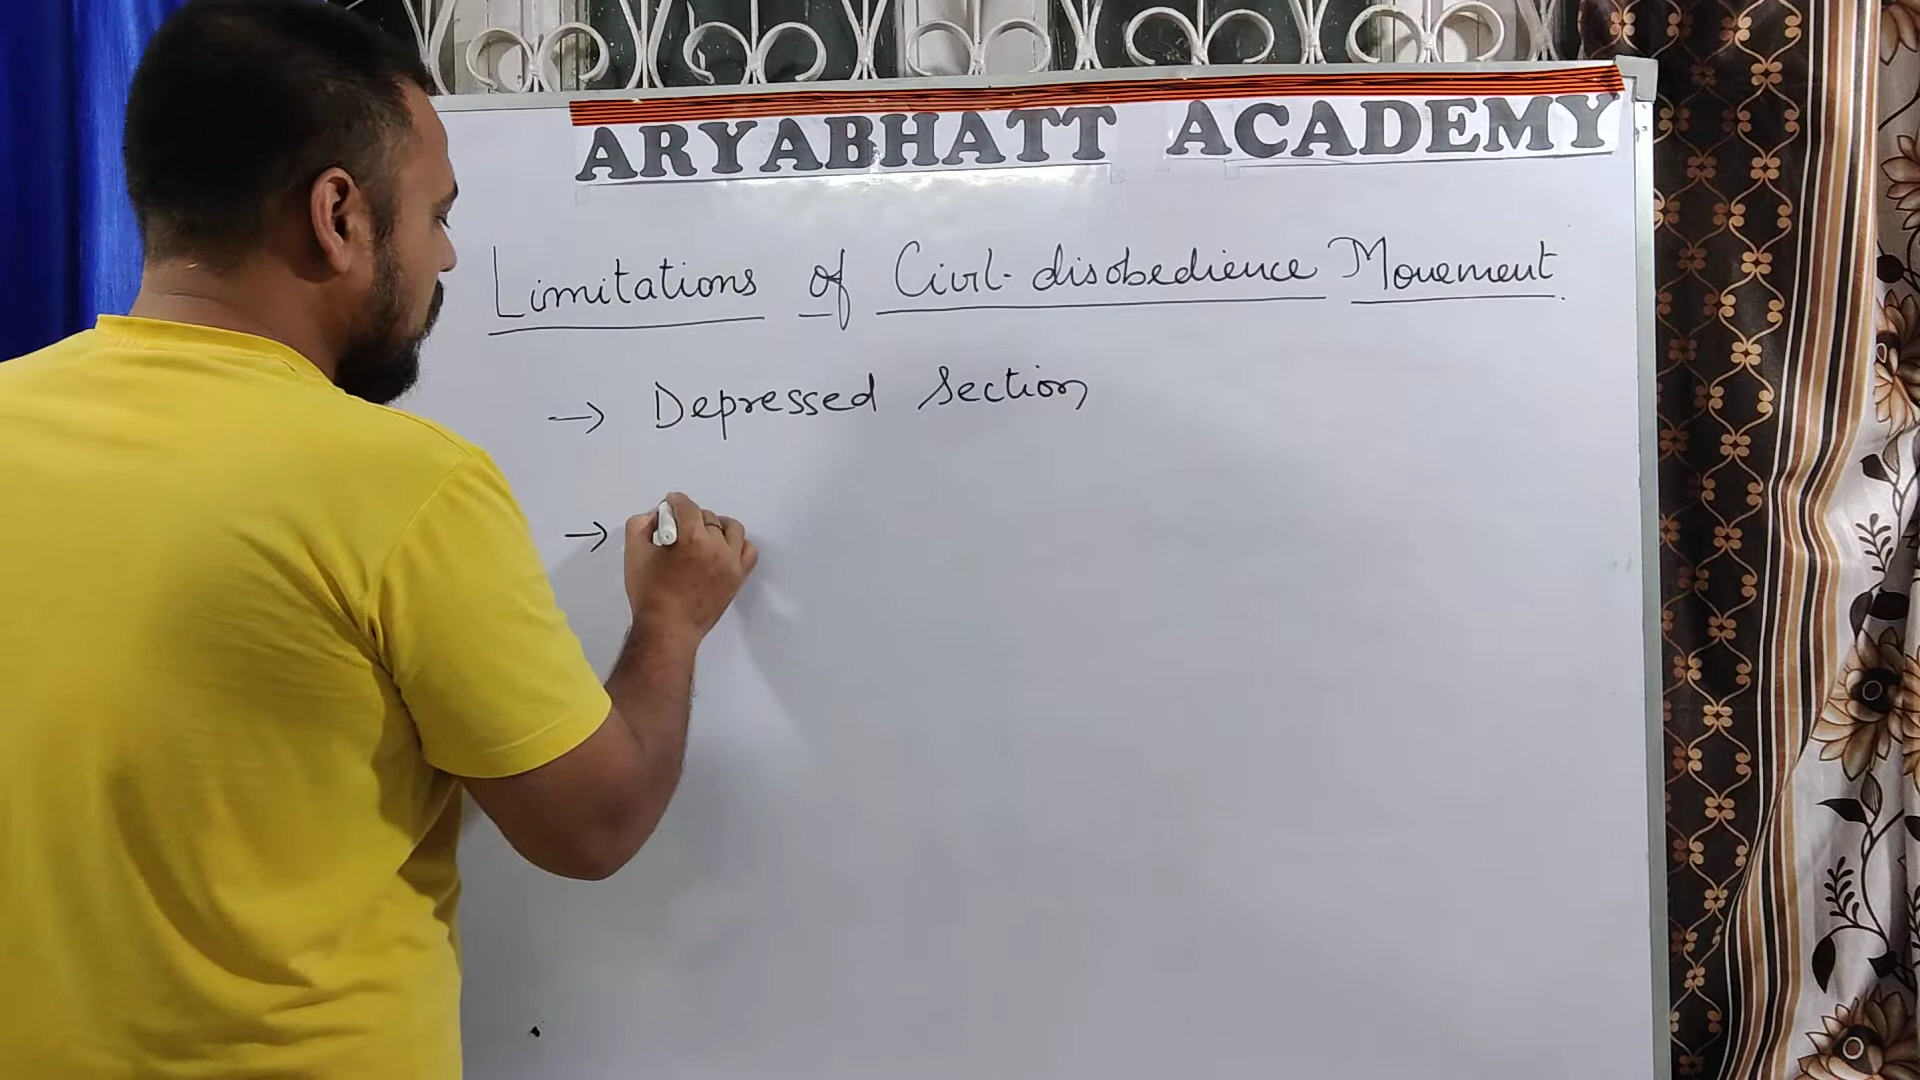 ARYABHATT ACADEMY
Limitations of Civil-disobedience Movement.
→ Depressed Section
→